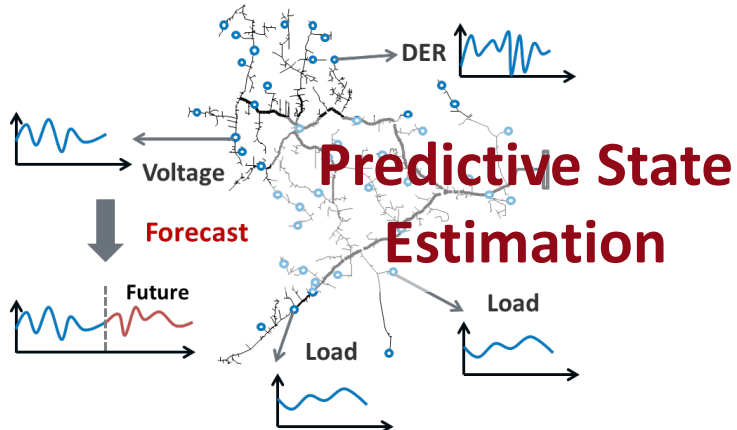 DER
Voltage
Predictive State
Estimation
Forecast
Future
Load
Load